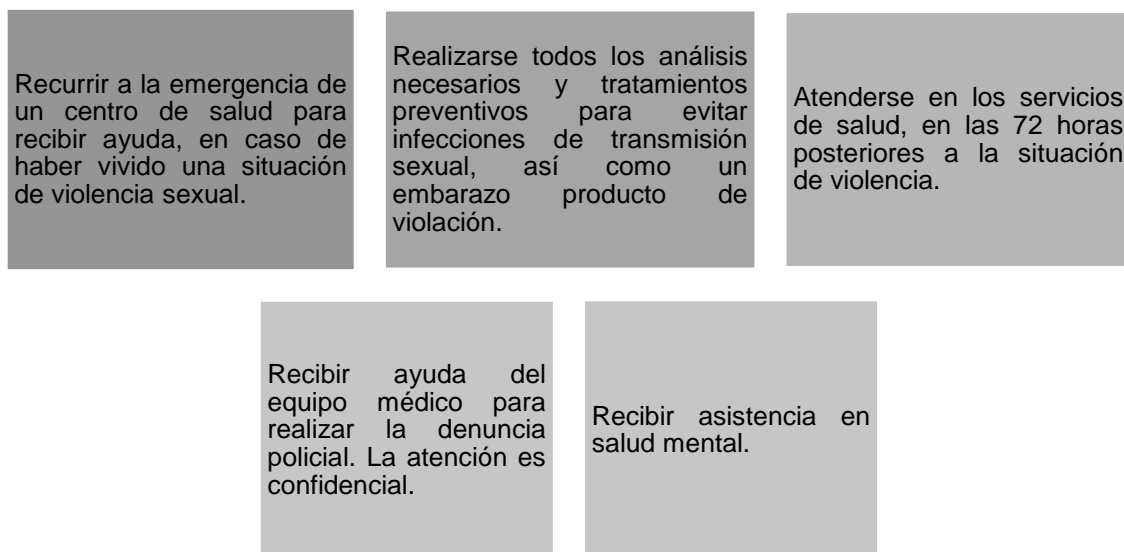 Recurrir a la emergencia de
un centro de salud para
recibir ayuda, en caso de
haber vivido una situación
de violencia sexual.
Realizarse todos los análisis
necesarios y tratamientos
preventivos para evitar
infecciones de transmisión
sexual, así como un
embarazo producto de
violación.
Atenderse en los servicios
de salud, en las 72 horas
posteriores a la situación
de violencia.
Recibir ayuda del
equipo médico para
realizar la denuncia
policial. La atención es
confidencial.
Recibir asistencia en
salud mental.